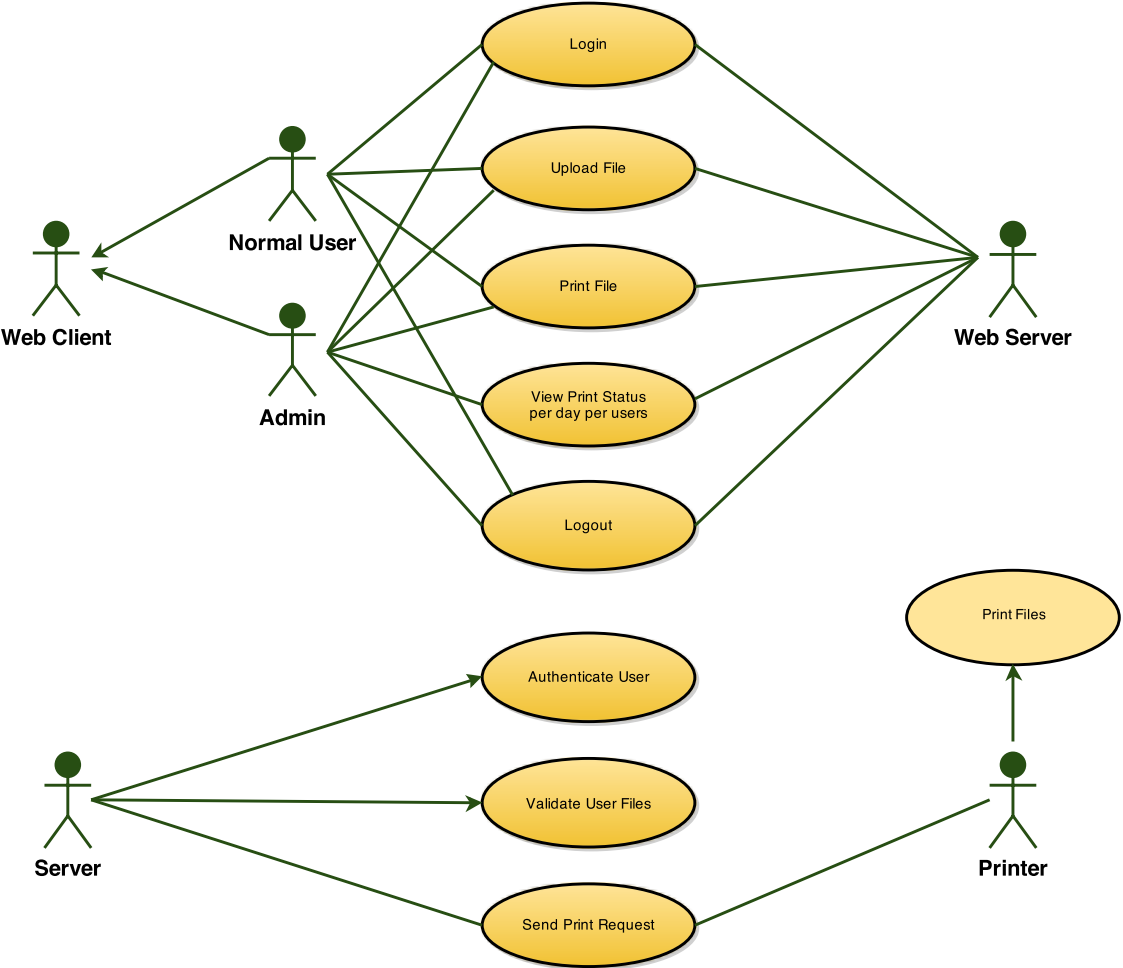 Login
Upload File
Normal User
Print File
Web Client
Web Server
View Print Status
per day per users
Admin
Logout
Print Files
Authenticate User
Validate User Files
Server
Printer
Send Print Request